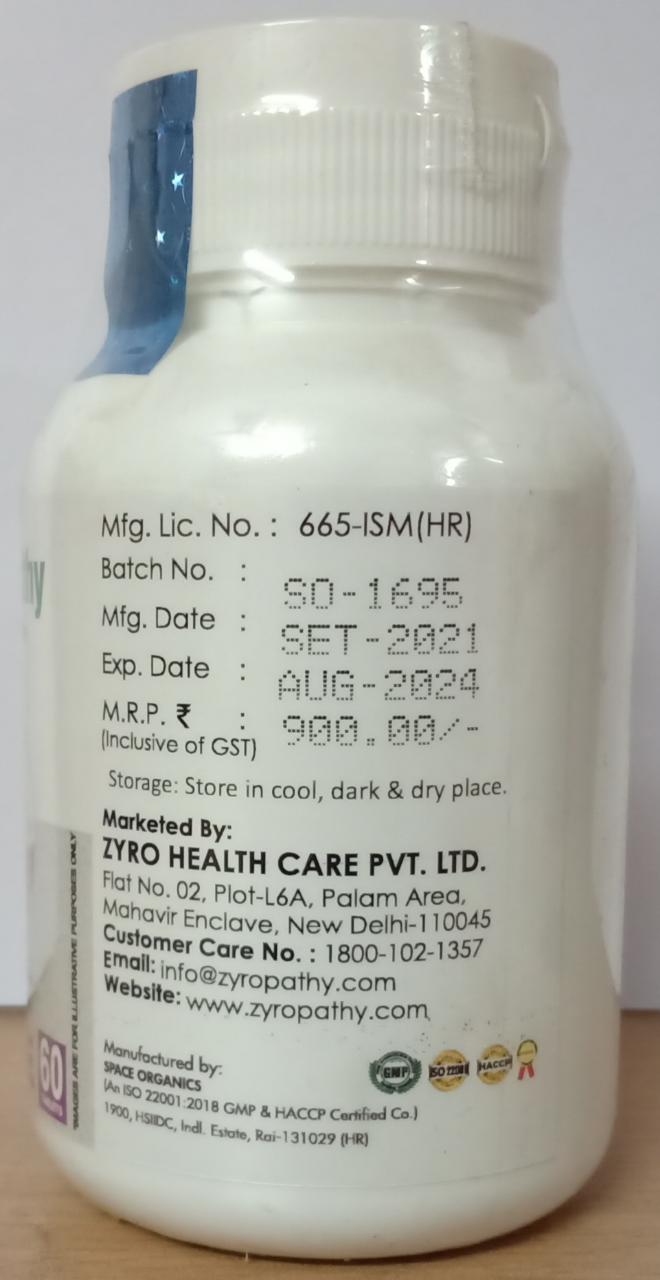 hy
Mfg. Lic. No. : 665-ISM(HR)
Batch No. : SO-1695
Mfg. Date : SET-2021
Exp. Date : AUG-2024
M.R.P. ₹ : 900.00/-
(Inclusive of GST)
Storage: Store in cool, dark & dry place.
Marketed By:
ZYRO HEALTH CARE PVT. LTD.
Flat No. 02, Plot-L6A, Palam Area,
Mahavir Enclave, New Delhi-110045
Customer Care No. : 1800-102-1357
Email: info@zyropathy.com
Website: www.zyropathy.com
Manufactured by:
SPACE ORGANICS
(An ISO 22001:2018 GMP & HACCP Certified Co.)
1900, HSIIDC, Indl. Estate, Rai-131029 (HR)
GMP
HACCP
*IMAGES ARE FOR ILLUSTRATIVE PURPOSES ONLY
60